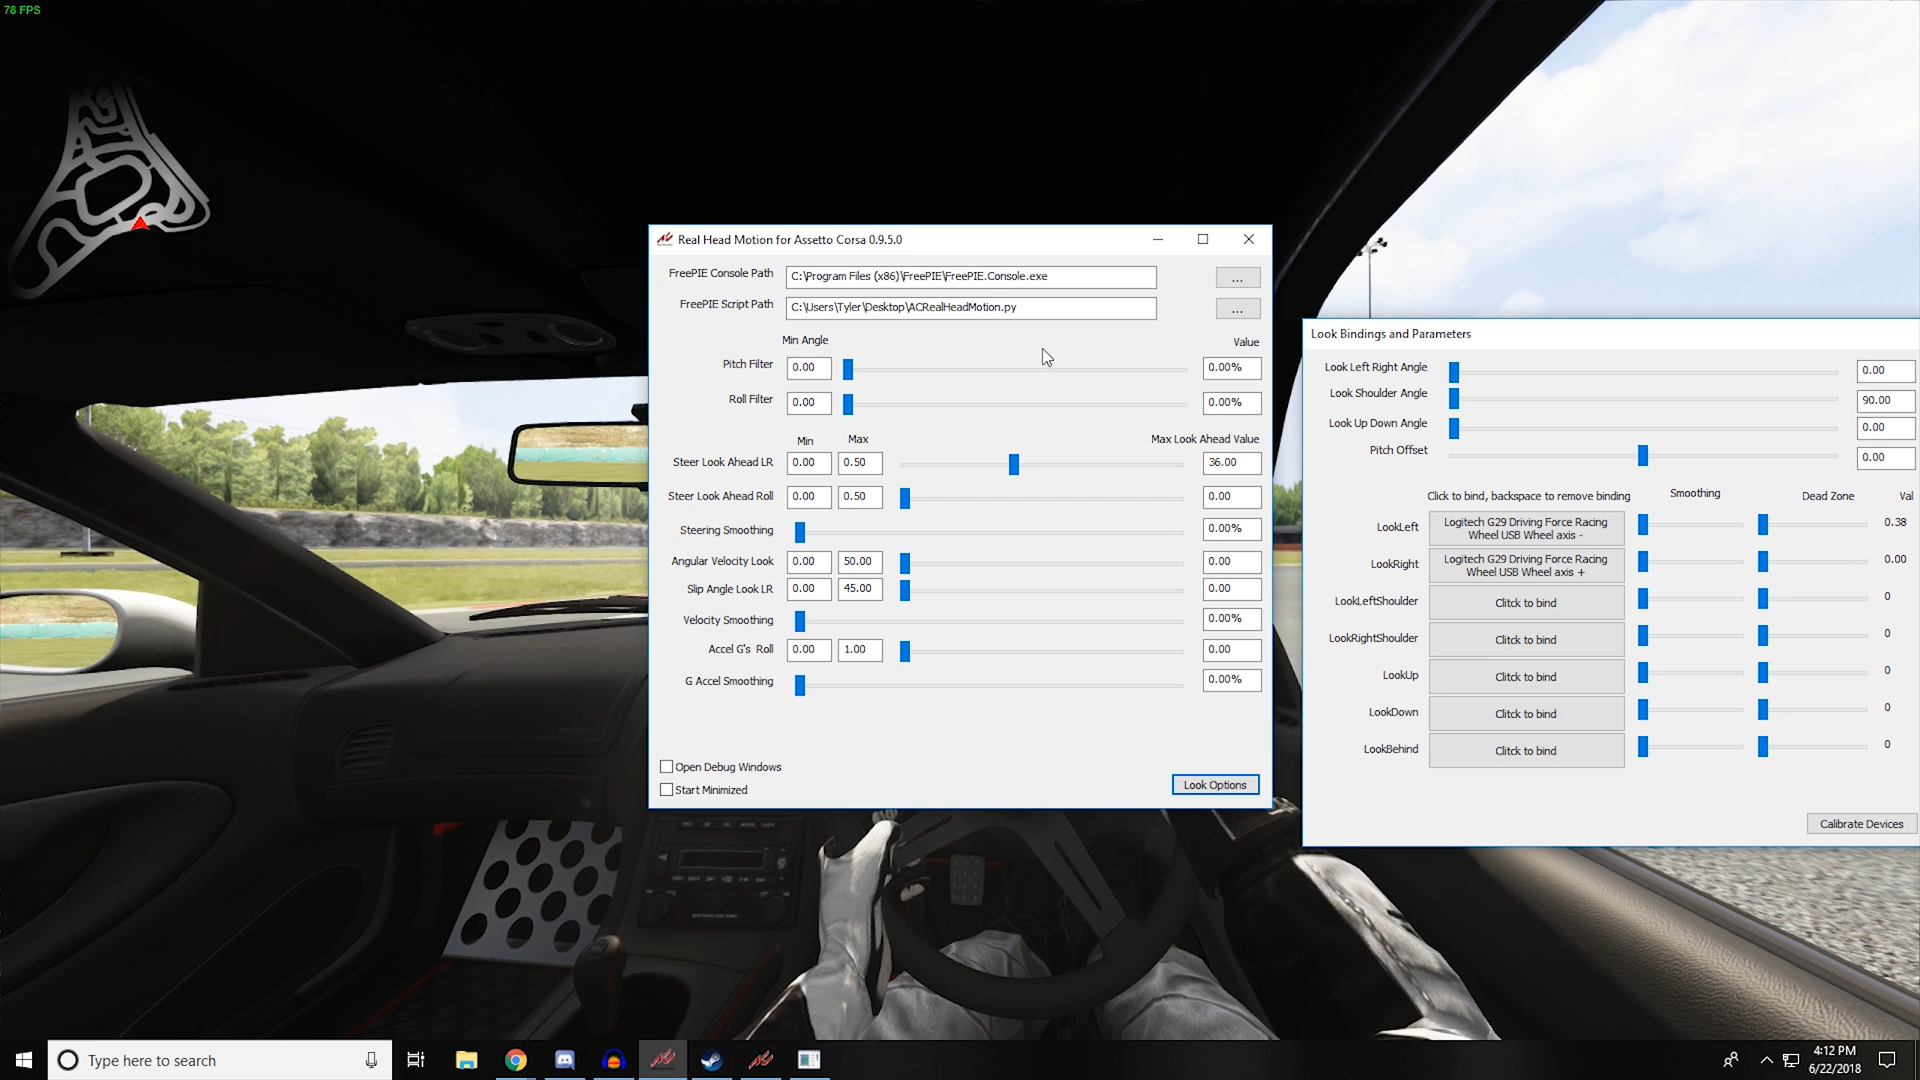 78 FPS
Real Head Motion for Assetto Corsa 0.9.5.0
FreePIE Console Path
C:\Program Files (x86)\FreePIE\FreePIE.Console.exe
...
FreePIE Script Path
C:\Users\Tyler\Desktop\ACRealHeadMotion.py
...
Min Angle
Value
Pitch Filter
0.00
0.00%
Roll Filter
0.00
0.00%
Min
Max
Max Look Ahead Value
Steer Look Ahead LR
0.00
0.50
36.00
Steer Look Ahead Roll
0.00
0.50
0.00
Steering Smoothing
0.00%
Angular Velocity Look
0.00
50.00
0.00
Slip Angle Look LR
0.00
45.00
0.00
Velocity Smoothing
0.00%
Accel G's Roll
0.00
1.00
0.00
G Accel Smoothing
0.00%
Open Debug Windows
Start Minimized
Look Options
Look Bindings and Parameters
Look Left Right Angle
0.00
Look Shoulder Angle
90.00
Look Up Down Angle
0.00
Pitch Offset
0.00
Click to bind, backspace to remove binding
Smoothing
Dead Zone
Val
LookLeft
Logitech G29 Driving Force Racing
Wheel USB Wheel axis -
0.38
LookRight
Logitech G29 Driving Force Racing
Wheel USB Wheel axis +
0.00
LookLeftShoulder
Clitck to bind
0
LookRightShoulder
Clitck to bind
0
LookUp
Clitck to bind
0
LookDown
Clitck to bind
0
LookBehind
Clitck to bind
0
Calibrate Devices
Type here to search
4:12 PM
6/22/2018